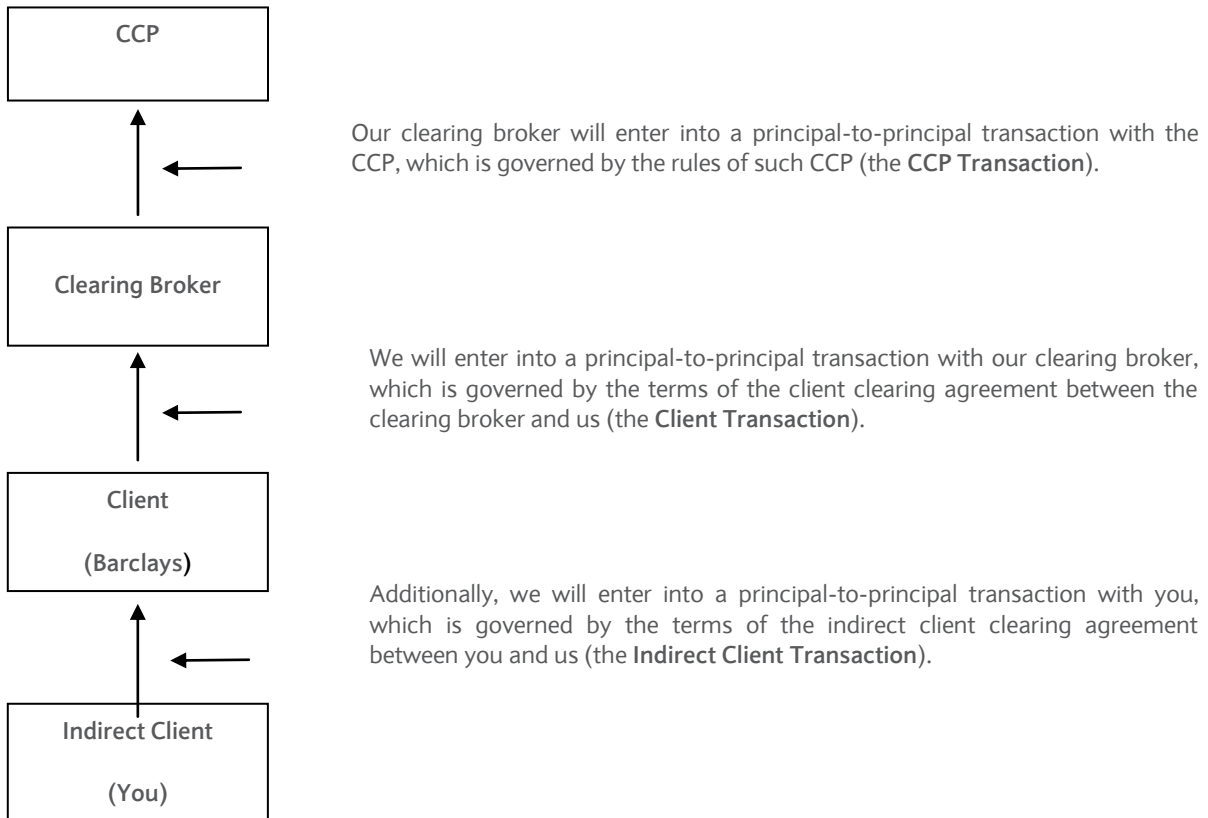 CCP
Our clearing broker will enter into a principal-to-principal transaction with the
CCP, which is governed by the rules of such CCP (the CCP Transaction).
Clearing Broker
We will enter into a principal-to-principal transaction with our clearing broker,
which is governed by the terms of the client clearing agreement between the
clearing broker and us (the Client Transaction).
Client
(Barclays)
Additionally, we will enter into a principal-to-principal transaction with you,
which is governed by the terms of the indirect client clearing agreement
between you and us (the Indirect Client Transaction).
Indirect Client
(You)